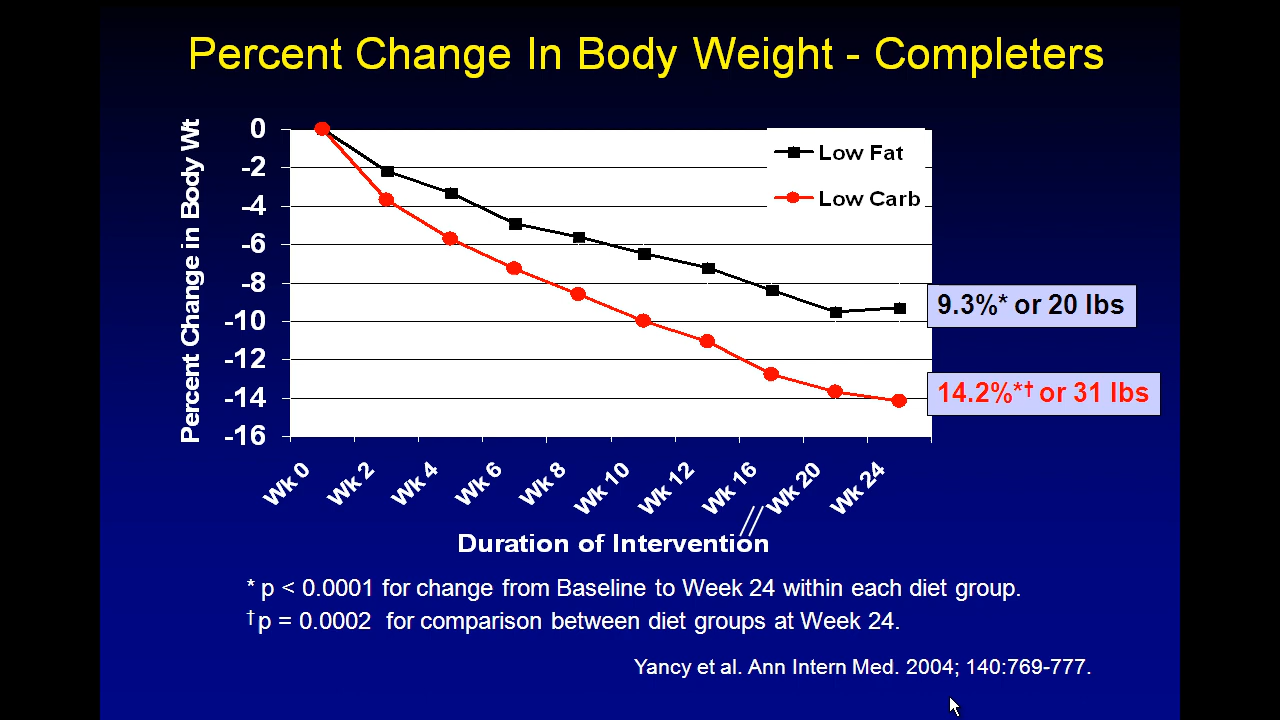 Percent Change In Body Weight - Completers
Percent Change in Body Wt
0
-2
-4
-6
-8
-10
-12
-14
-16
Low Fat
Low Carb
9.3%* or 20 lbs
14.2%*† or 31 lbs
Wk 0
Wk 2
Wk 4
Wk 6
Wk 8
Wk 10
Wk 12
Wk 16
Wk 20
Wk 24
Duration of Intervention
* p < 0.0001 for change from Baseline to Week 24 within each diet group.
† p = 0.0002 for comparison between diet groups at Week 24.
Yancy et al. Ann Intern Med. 2004; 140:769-777.